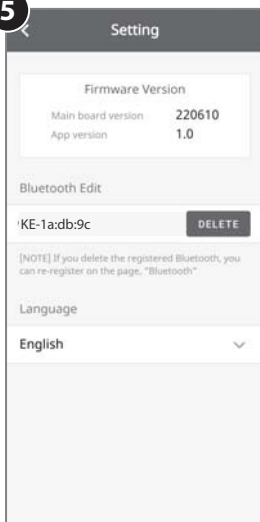 5
Setting
Firmware Version
Main board version 220610
App version 1.0
Bluetooth Edit
KE-1a:db:9c DELETE
[NOTE] If you delete the registered Bluetooth, you
can re-register on the page, "Bluetooth"
Language
English